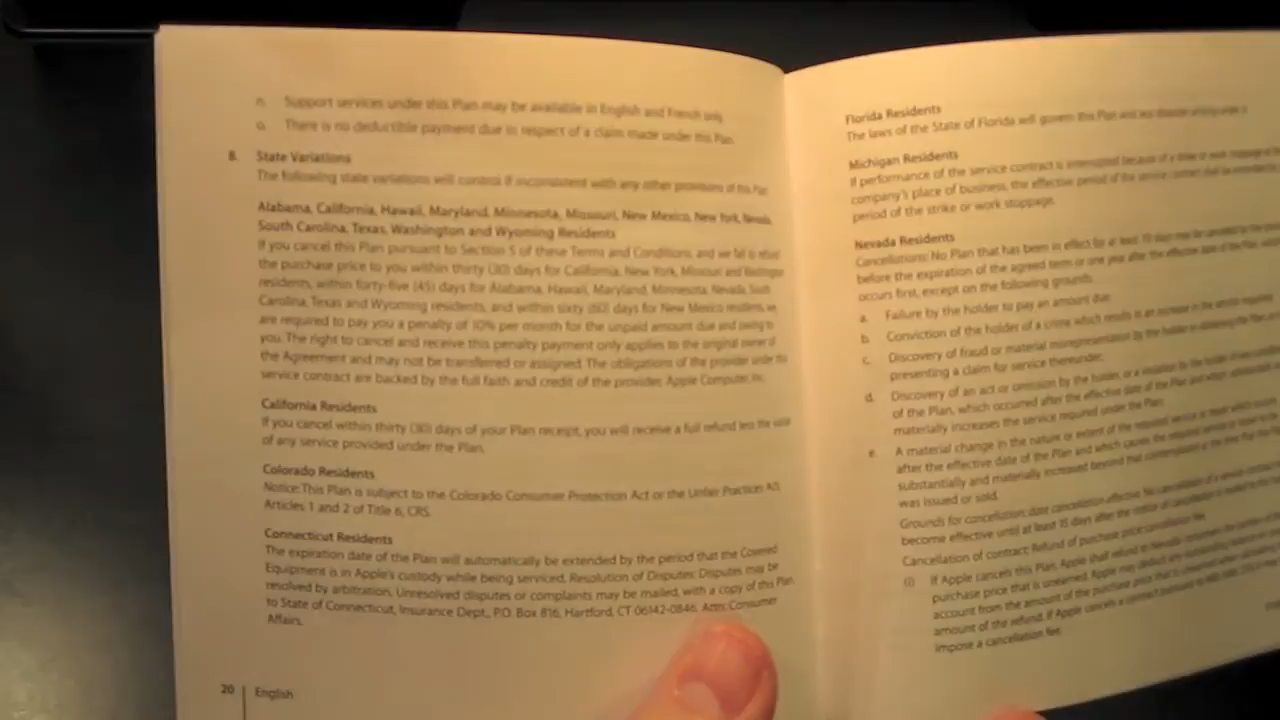 n. Support services under this Plan may be available in English and French only.
o. There is no deductible payment due in respect of a claim made under this Plan.
8. State Variations
The following state variations will control if inconsistent with any other provisions of this Plan
Alabama, California, Hawaii, Maryland, Minnesota, Missouri, New Mexico, New York, Nevada,
South Carolina, Texas, Washington and Wyoming Residents
If you cancel this Plan pursuant to Section 5 of these Terms and Conditions, and we fail to refund
the purchase price to you within thirty (30) days for California, New York, Missouri and Washington
residents, within forty-five (45) days for Alabama, Hawaii, Maryland, Minnesota, Nevada, South
Carolina, Texas and Wyoming residents, and within sixty (60) days for New Mexico residents, we
are required to pay you a penalty of 10% per month for the unpaid amount due and owing to
you. The right to cancel and receive this penalty payment only applies to the original owner of
the Agreement and may not be transferred or assigned. The obligations of the provider under this
service contract are backed by the full faith and credit of the provider, Apple Computer, Inc.
California Residents
If you cancel within thirty (30) days of your Plan receipt, you will receive a full refund less the value
of any service provided under the Plan.
Colorado Residents
Notice: This Plan is subject to the Colorado Consumer Protection Act or the Unfair Practices Act,
Articles 1 and 2 of Title 6, CRS.
Connecticut Residents
The expiration date of the Plan will automatically be extended by the period that the Covered
Equipment is in Apple's custody while being serviced. Resolution of Disputes: Disputes may be
resolved by arbitration. Unresolved disputes or complaints may be mailed, with a copy of this Plan
to State of Connecticut, Insurance Dept., P.O. Box 816, Hartford, CT 06142-0846, Attn: Consumer
Affairs.
20 English
Florida Residents
The laws of the State of Florida will govern this Plan and any disputes arising under it.
Michigan Residents
If performance of the service contract is interrupted because of a strike or work stoppage at the
company's place of business, the effective period of the service contract shall be extended for the
period of the strike or work stoppage.
Nevada Residents
Cancellations: No Plan that has been in effect for at least 70 days may be canceled by the
before the expiration of the agreed term or one year after the effective date of the Plan, whichever
occurs first, except on the following grounds:
a. Failure by the holder to pay an amount due.
b. Conviction of the holder of a crime which results in an increase in the service required
c. Discovery of fraud or material misrepresentation by the holder in obtaining the Plan, or
presenting a claim for service thereunder;
d. Discovery of an act or omission by the holder, or a violation by the holder of any condition
of the Plan, which occurred after the effective date of the Plan and which substantially and
materially increases the service required under the Plan;
e. A material change in the nature or extent of the required service or repair which occurs
after the effective date of the Plan and which causes the required service or repair to be
substantially and materially increased beyond that contemplated at the time that the Plan
was issued or sold.
Grounds for cancellation; date cancellation effective: No cancellation of a service contract
become effective until at least 15 days after the notice of cancellation is mailed to the
Cancellation of contract: Refund of purchase price: cancellation fee.
(i) If Apple cancels this Plan, Apple shall refund to Nevada consumers the portion of the
purchase price that is unearned. Apple may deduct any outstanding balance on the
account from the amount of the purchase price that is unearned when calculating the
amount of the refund. If Apple cancels a contract pursuant to
impose a cancellation fee.